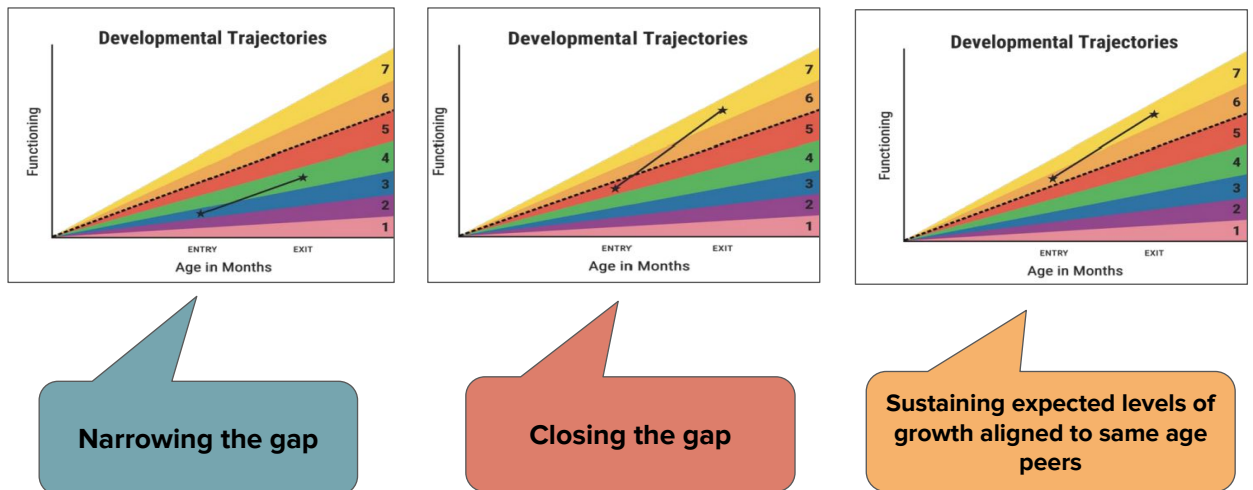 Developmental Trajectories
7
6
5
4
3
2
1
Functioning
ENTRY
EXIT
Age in Months
Developmental Trajectories
7
6
5
4
3
2
1
Functioning
ENTRY
EXIT
Age in Months
Developmental Trajectories
7
6
5
4
3
2
1
Functioning
ENTRY
EXIT
Age in Months
Narrowing the gap
Closing the gap
Sustaining expected levels of
growth aligned to same age
peers